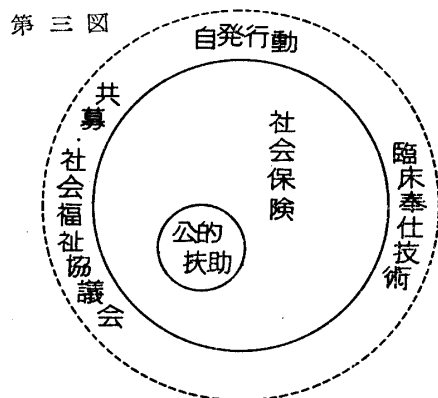 第三図
自発行動
共募・社会福祉協議会
社会保険
臨床奉仕技術
公的
扶助